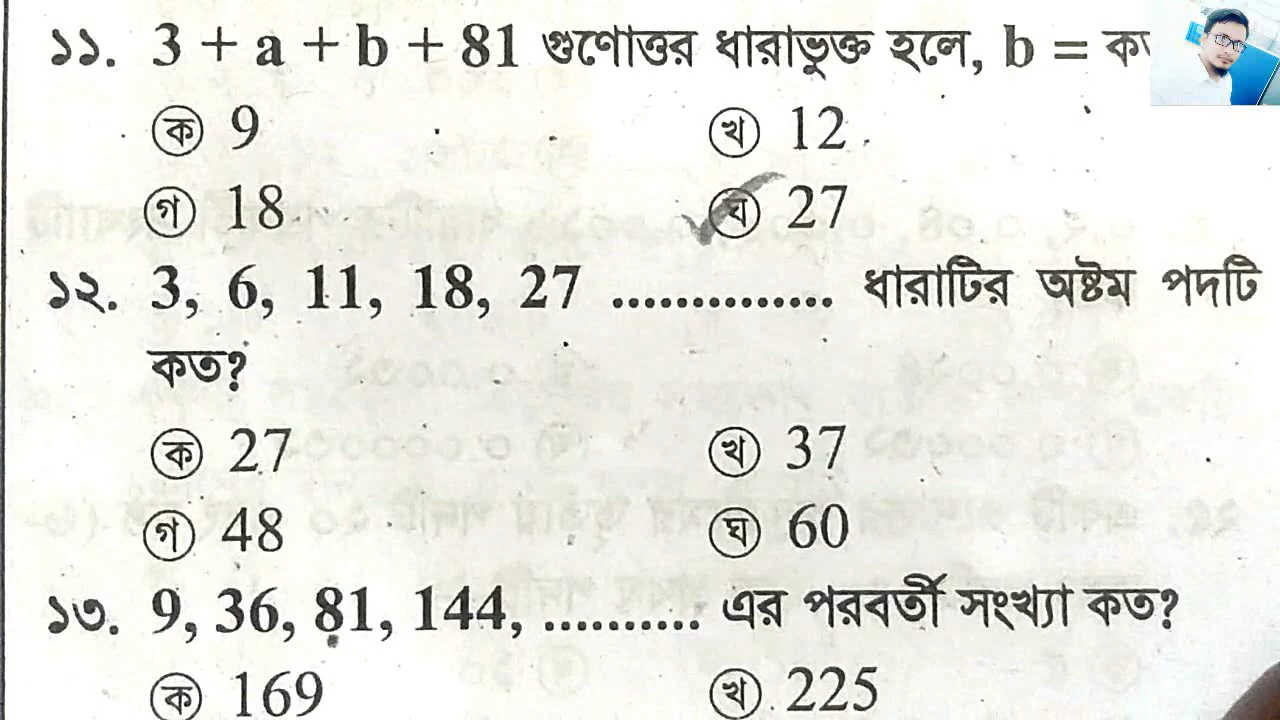 ১১. 3 + a + b + 81 গুণোত্তর ধারাভুক্ত হলে, b =
ক 9 খ 12
গ 18 ঘ 27
১২. 3, 6, 11, 18, 27 .............. ধারাটির অষ্টম পদটি
কত?
ক 27 খ 37
গ 48 ঘ 60
১৩. 9, 36, 81, 144, .......... এর পরবর্তী সংখ্যা কত?
ক 169 খ 225